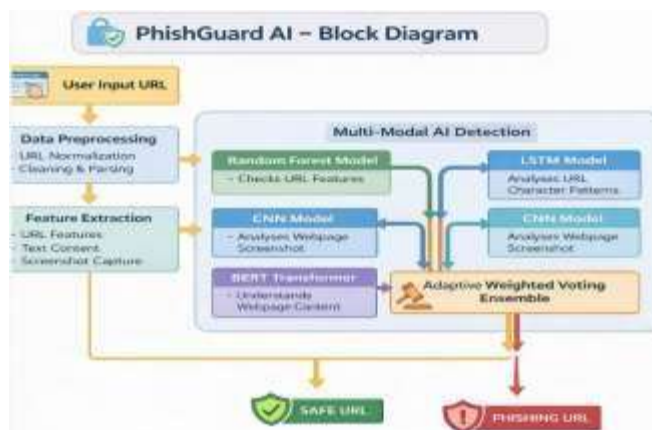 PhishGuard AI – Block Diagram
User Input URL
Data Preprocessing
- URL Normalization
- Cleaning & Parsing
Feature Extraction
- URL Features
- Text Content
- Screenshot Capture
Multi-Modal AI Detection
Random Forest Model
- Checks URL Features
LSTM Model
Analyses URL
Character Patterns
CNN Model
- Analyses Webpage
Screenshot
CNN Model
Analyses Webpage
Screenshot
BERT Transformer
- Understands
Webpage Content
Adaptive Weighted Voting
Ensemble
SAFE URL
PHISHING URL